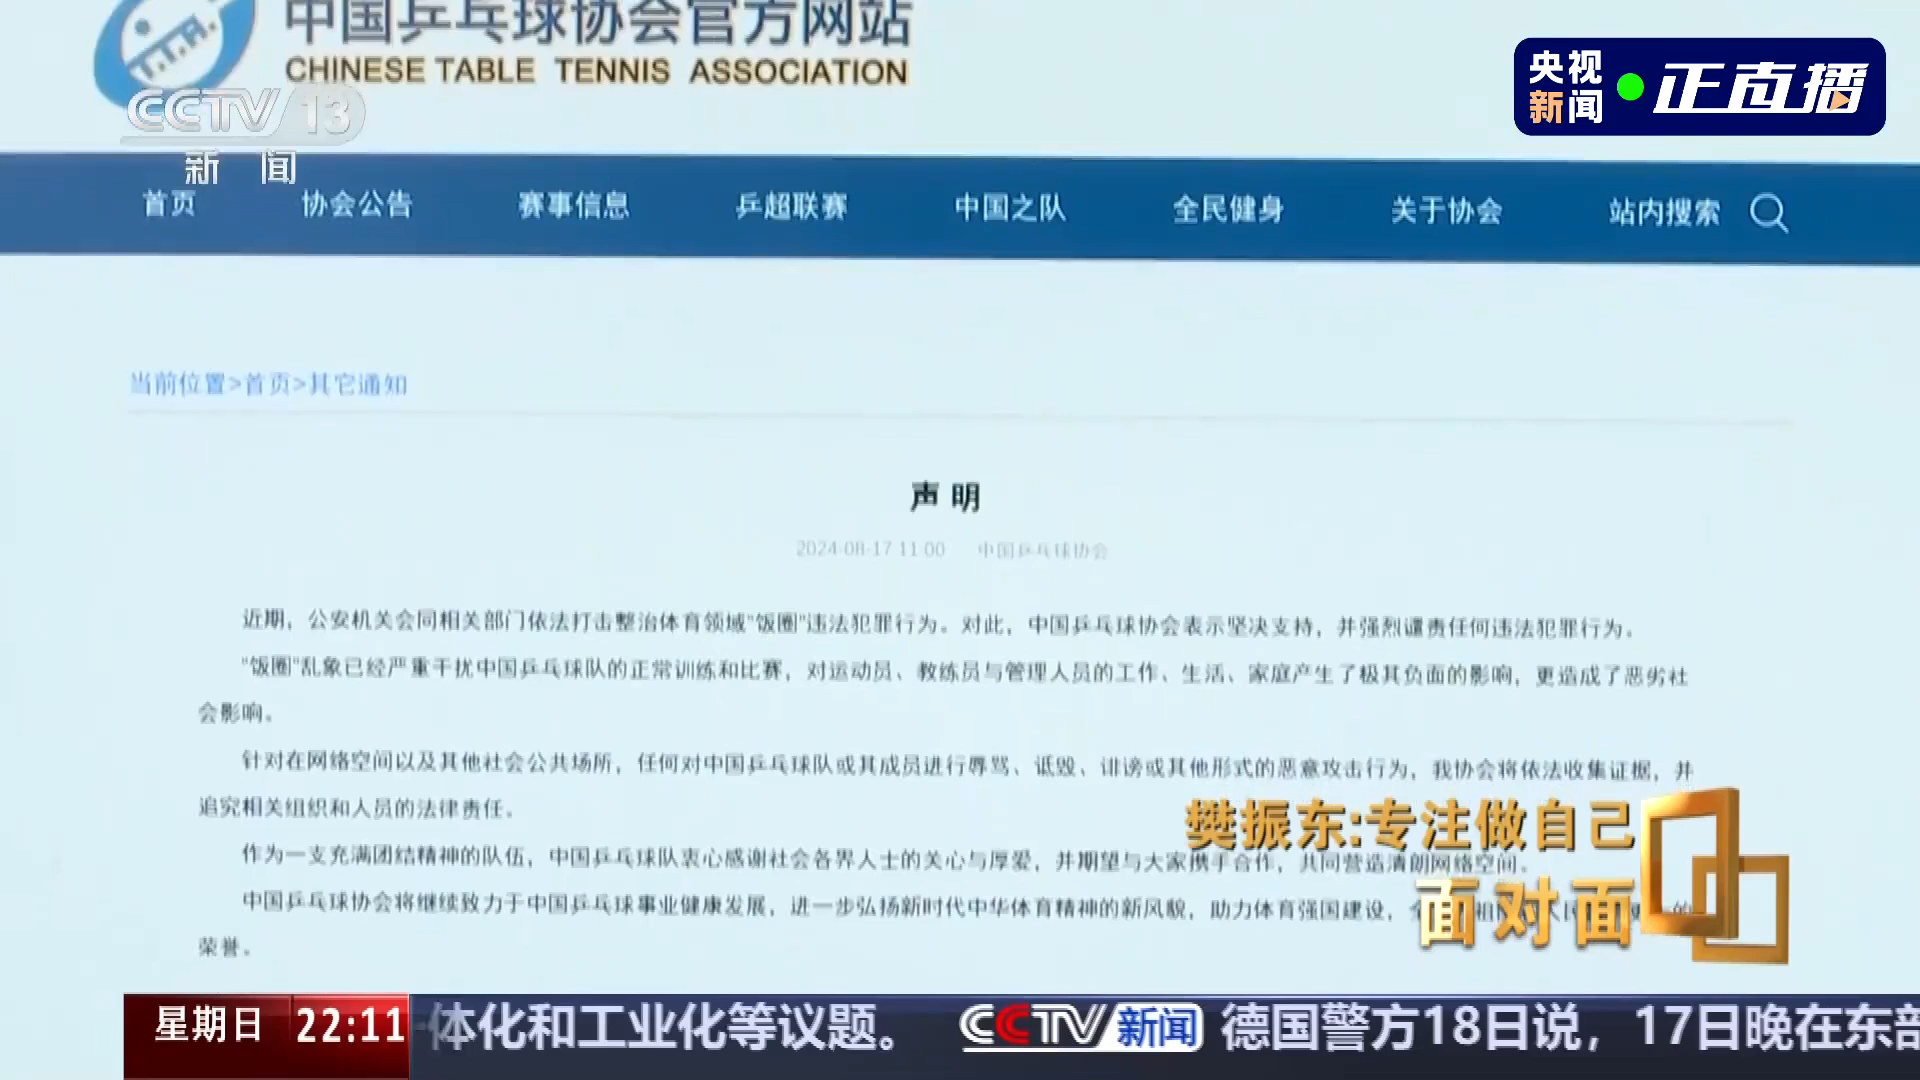 中国乒乓球协会官方网站
CHINESE TABLE TENNIS ASSOCIATION
CCTV 13
新闻
央视新闻 正直播
首页 协会公告 赛事信息 乒超联赛 中国之队 全民健身 关于协会 站内搜索
当前位置>首页>其它通知
声 明
2024-08-17 11:00 中国乒乓球协会
近期，公安机关会同相关部门依法打击整治体育领域"饭圈"违法犯罪行为。对此，中国乒乓球协会表示坚决支持，并强烈谴责任何违法犯罪行为。
"饭圈"乱象已经严重干扰中国乒乓球队的正常训练和比赛，对运动员、教练员与管理人员的工作、生活、家庭产生了极其负面的影响，更造成了恶劣社
会影响。
针对在网络空间以及其他社会公共场所，任何对中国乒乓球队或其成员进行辱骂、诋毁、诽谤或其他形式的恶意攻击行为，我协会将依法收集证据，并
追究相关组织和人员的法律责任。
作为一支充满团结精神的队伍，中国乒乓球队衷心感谢社会各界人士的关心与厚爱，并期望与大家携手合作，共同营造清朗网络空间。
中国乒乓球协会将继续致力于中国乒乓球事业健康发展，进一步弘扬新时代中华体育精神的新风貌，助力体育强国建设，
荣誉。
樊振东:专注做自己
面对面
星期日 22:11 体化和工业化等议题。 CCTV新闻 德国警方18日说，17日晚在东部